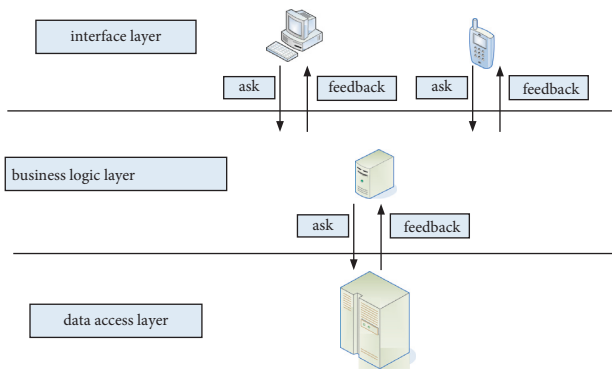 interface layer
ask
feedback
ask
feedback
business logic layer
ask
feedback
data access layer